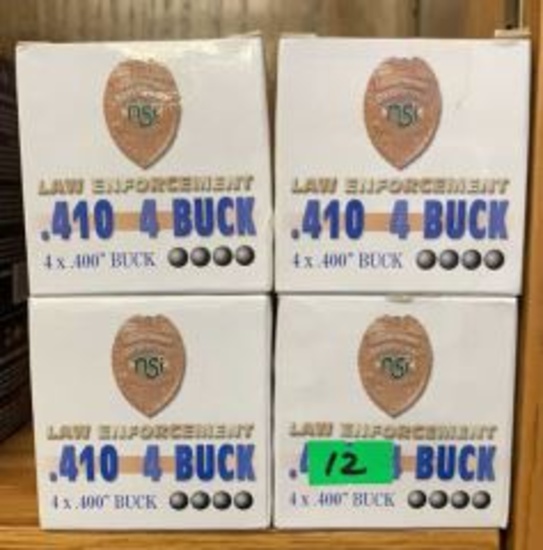 nsi
LAW ENFORCEMENT
.410 4 BUCK
4 x .400" BUCK
nsi
LAW ENFORCEMENT
.410 4 BUCK
4 x .400" BUCK
nsi
LAW ENFORCEMENT
.410 4 BUCK
4 x .400" BUCK
nsi
LAW ENFORCEMENT
12
BUCK
4 x .400" BUCK